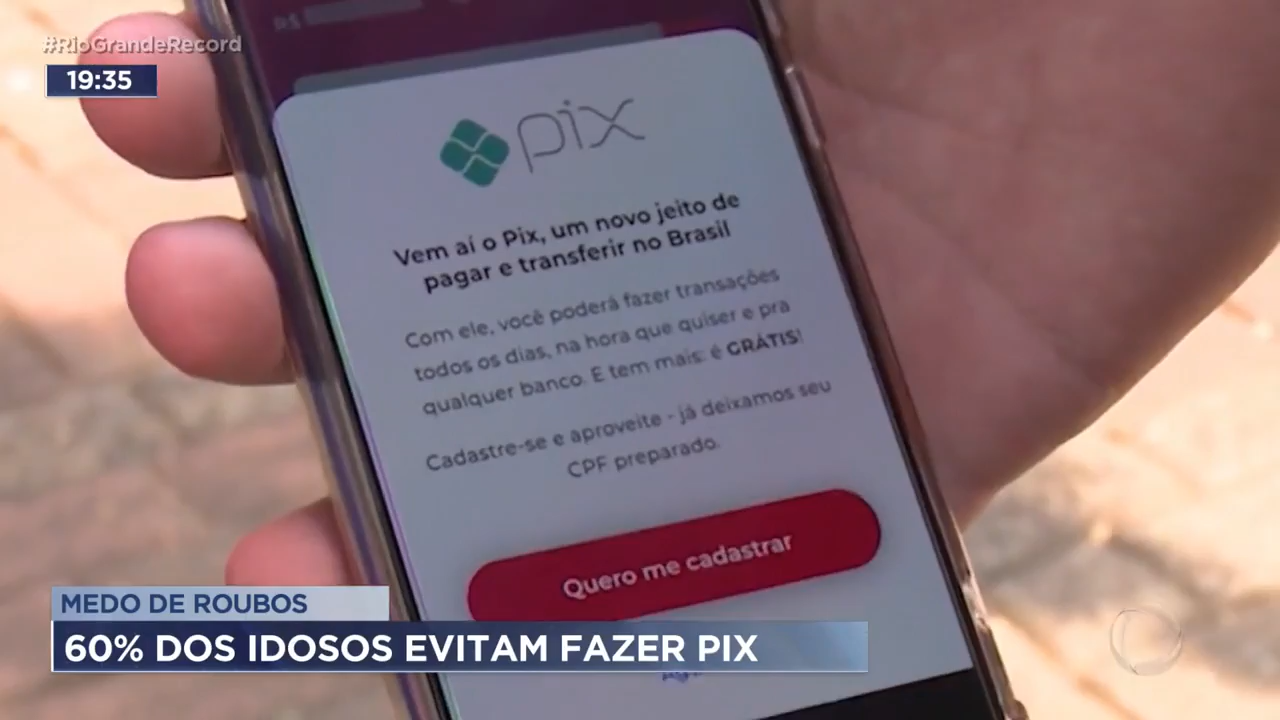 #RioGrandeRecord
19:35
R$
pix
Vem aí o Pix, um novo jeito de
pagar e transferir no Brasil
Com ele, você poderá fazer transações
todos os dias, na hora que quiser e pra
qualquer banco. E tem mais: é GRÁTIS!
Cadastre-se e aproveite - já deixamos seu
CPF preparado.
Quero me cadastrar
MEDO DE ROUBOS
60% DOS IDOSOS EVITAM FAZER PIX